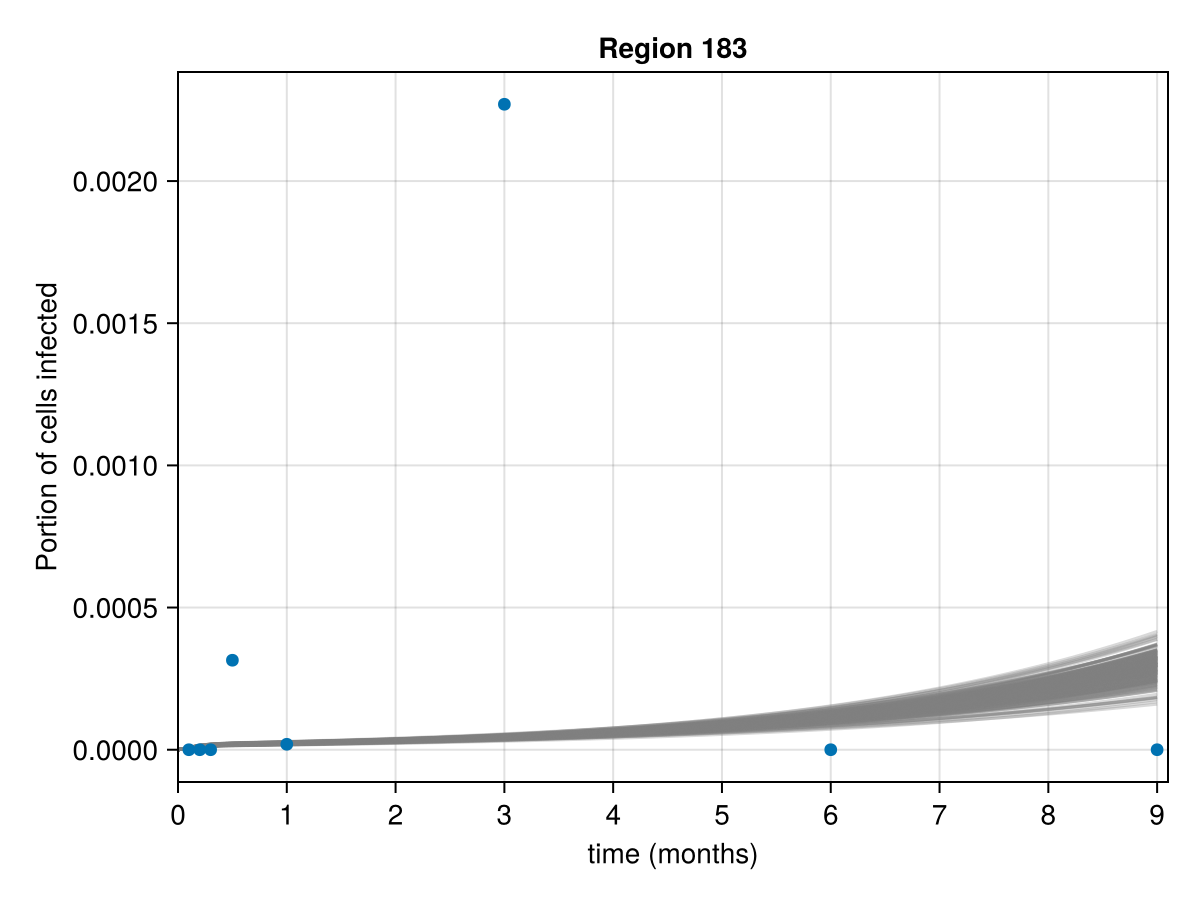 Region 183
Portion of cells infected
0.0020
0.0015
0.0010
0.0005
0.0000
0 1 2 3 4 5 6 7 8 9
time (months)